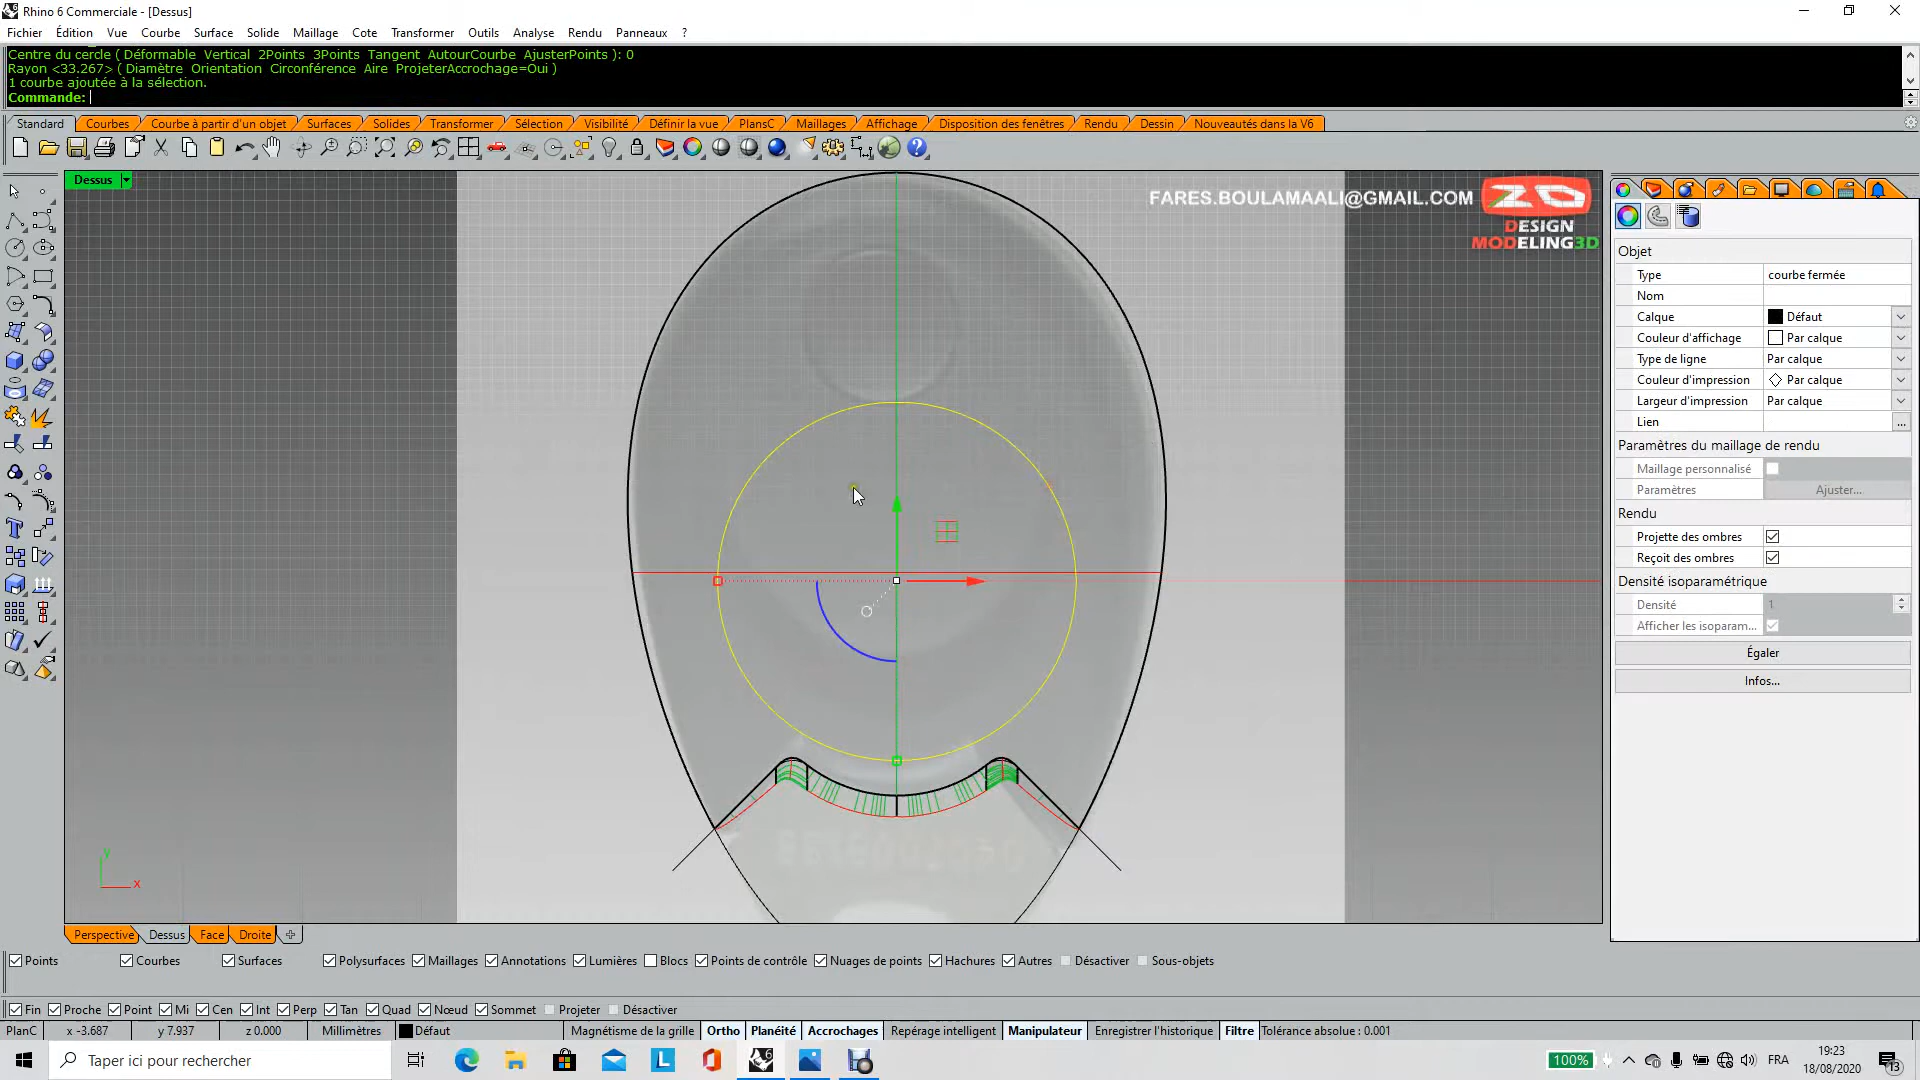 Rhino 6 Commerciale - [Dessus]
Fichier Édition Vue Courbe Surface Solide Maillage Cote Transformer Outils Analyse Rendu Panneaux ?
Centre du cercle ( Déformable Vertical 2Points 3Points Tangent AutourCourbe AjusterPoints ): 0
Rayon <33.267> ( Diamètre Orientation Circonférence Aire ProjeterAccrochage=Oui )
1 courbe ajoutée à la sélection.
Commande:
Standard Courbes Courbe à partir d'un objet Surfaces Solides Transformer Sélection Visibilité Définir la vue PlansC Maillages Affichage Disposition des fenêtres Rendu Dessin Nouveautés dans la V6
Dessus
FARES.BOULAMAALI@GMAIL.COM
DESIGN
MODELING3D
Objet
Type courbe fermée
Nom
Calque Défaut
Couleur d'affichage Par calque
Type de ligne Par calque
Couleur d'impression Par calque
Largeur d'impression Par calque
Lien ...
Paramètres du maillage de rendu
Maillage personnalisé
Paramètres Ajuster...
Rendu
Projette des ombres
Reçoit des ombres
Densité isoparamétrique
Densité 1
Afficher les isoparam...
Égaler
Infos...
y
x
Perspective Dessus Face Droite
Points Courbes Surfaces Polysurfaces Maillages Annotations Lumières Blocs Points de contrôle Nuages de points Hachures Autres Désactiver Sous-objets
Fin Proche Point Mi Cen Int Perp Tan Quad Nœud Sommet Projeter Désactiver
PlanC x -3.687 y 7.937 z 0.000 Millimètres Défaut Magnétisme de la grille Ortho Planéité Accrochages Repérage intelligent Manipulateur Enregistrer l'historique Filtre Tolérance absolue : 0.001
Taper ici pour rechercher
100%
FRA
19:23
18/08/2020
13